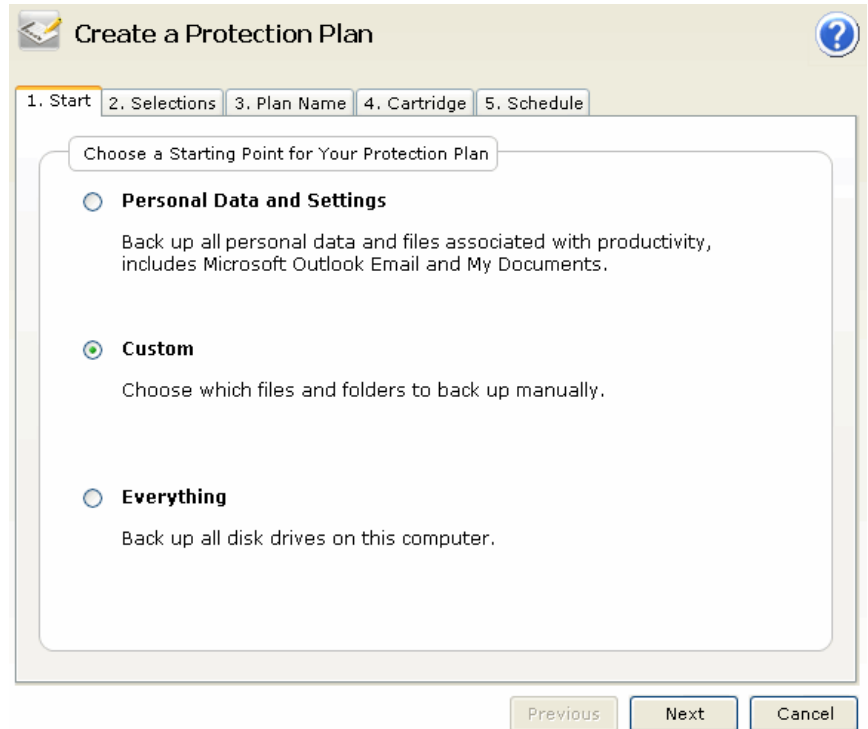 Create a Protection Plan
1. Start
2. Selections
3. Plan Name
4. Cartridge
5. Schedule
Choose a Starting Point for Your Protection Plan
Personal Data and Settings
Back up all personal data and files associated with productivity,
includes Microsoft Outlook Email and My Documents.
Custom
Choose which files and folders to back up manually.
Everything
Back up all disk drives on this computer.
Previous
Next
Cancel